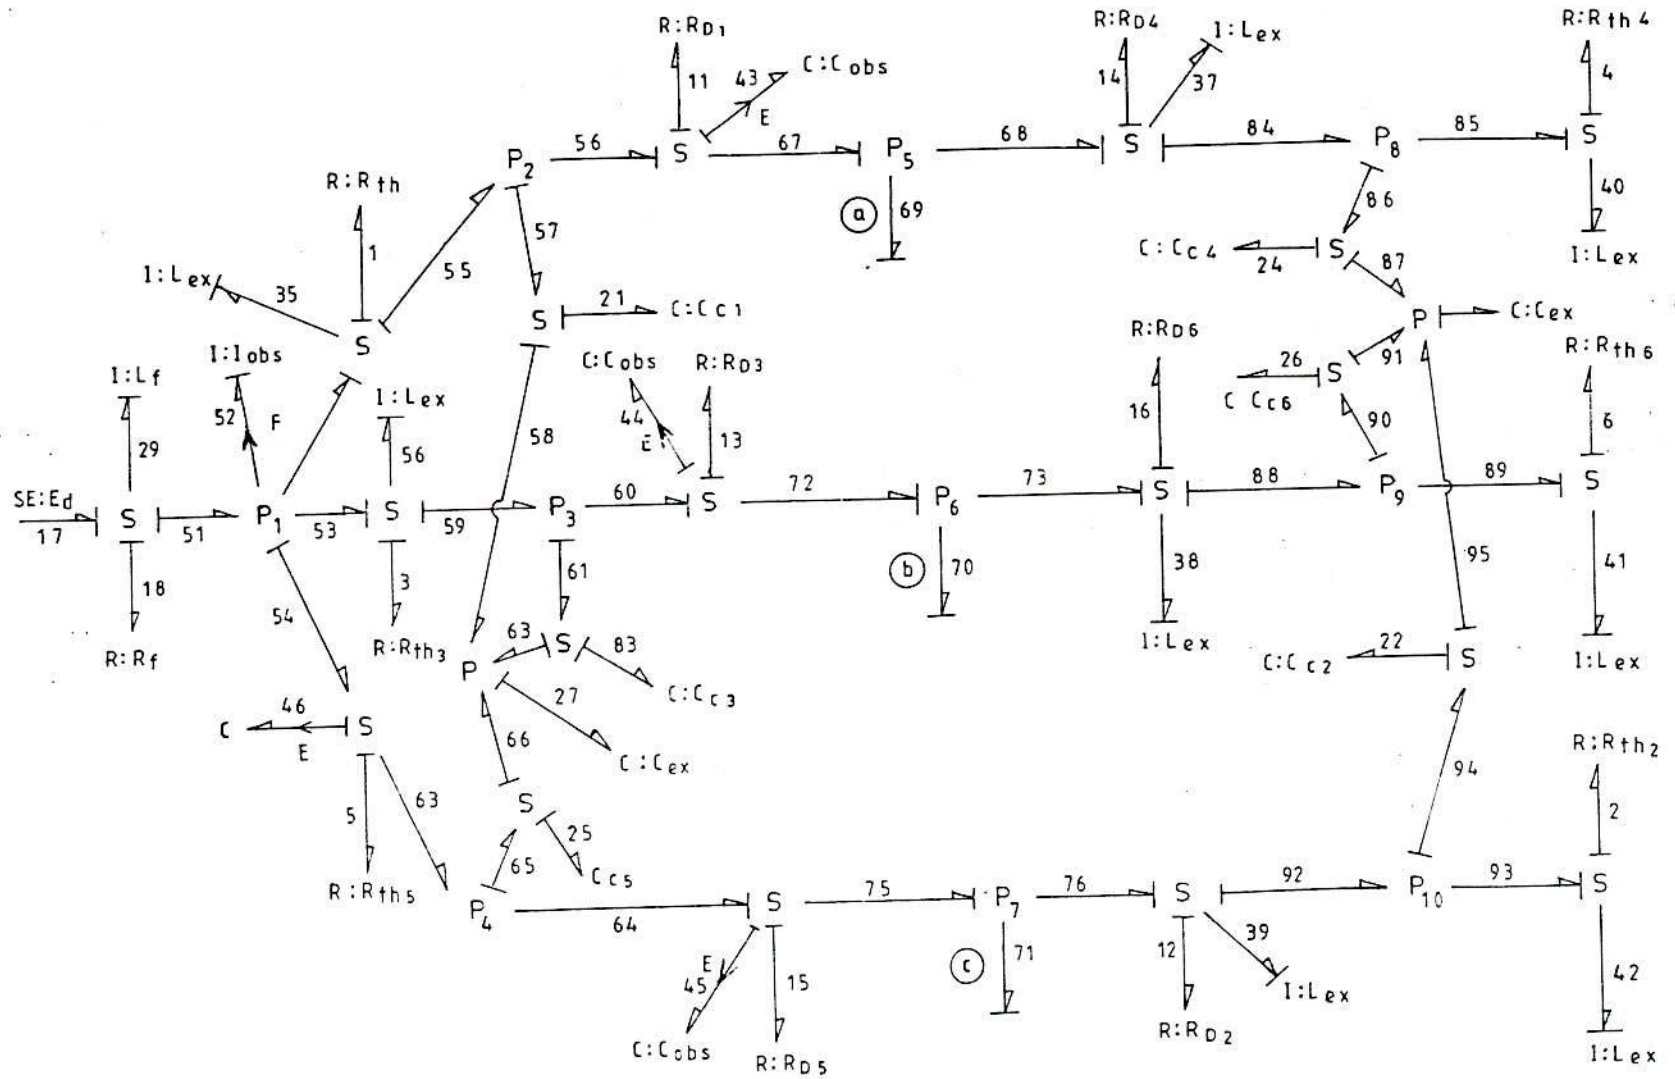 R:RD1
R:RD4
I:Lex
R:Rth4
11
43
C:Cobs
E
14
37
4
P2
56
S
67
P5
68
S
84
P8
85
S
R:Rth
a
69
86
40
57
C:Cc4
24
S
87
I:Lex
1
55
I:Lex
35
S
21
C:Cc1
R:RD6
P
C:Cex
S
I:Iobs
C:Cobs
R:RD3
26
S
91
R:Rth6
I:Lf
I:Lex
C Cc6
52
F
58
44
E
13
16
90
6
29
56
SE:Ed
17
S
51
P1
53
S
59
P3
60
S
72
P6
73
S
88
P9
89
S
18
54
3
61
b
70
38
95
41
R:Rf
R:Rth3
P
63
S
83
I:Lex
C:Cc2
22
S
I:Lex
27
C:Cc3
C
46
E
S
66
C:Cex
R:Rth2
94
5
63
S
2
65
25
R:Rth5
Cc5
P4
64
S
75
P7
76
S
92
P10
93
S
E
45
15
c
71
12
39
42
I:Lex
C:Cobs
R:RD5
R:RD2
I:Lex